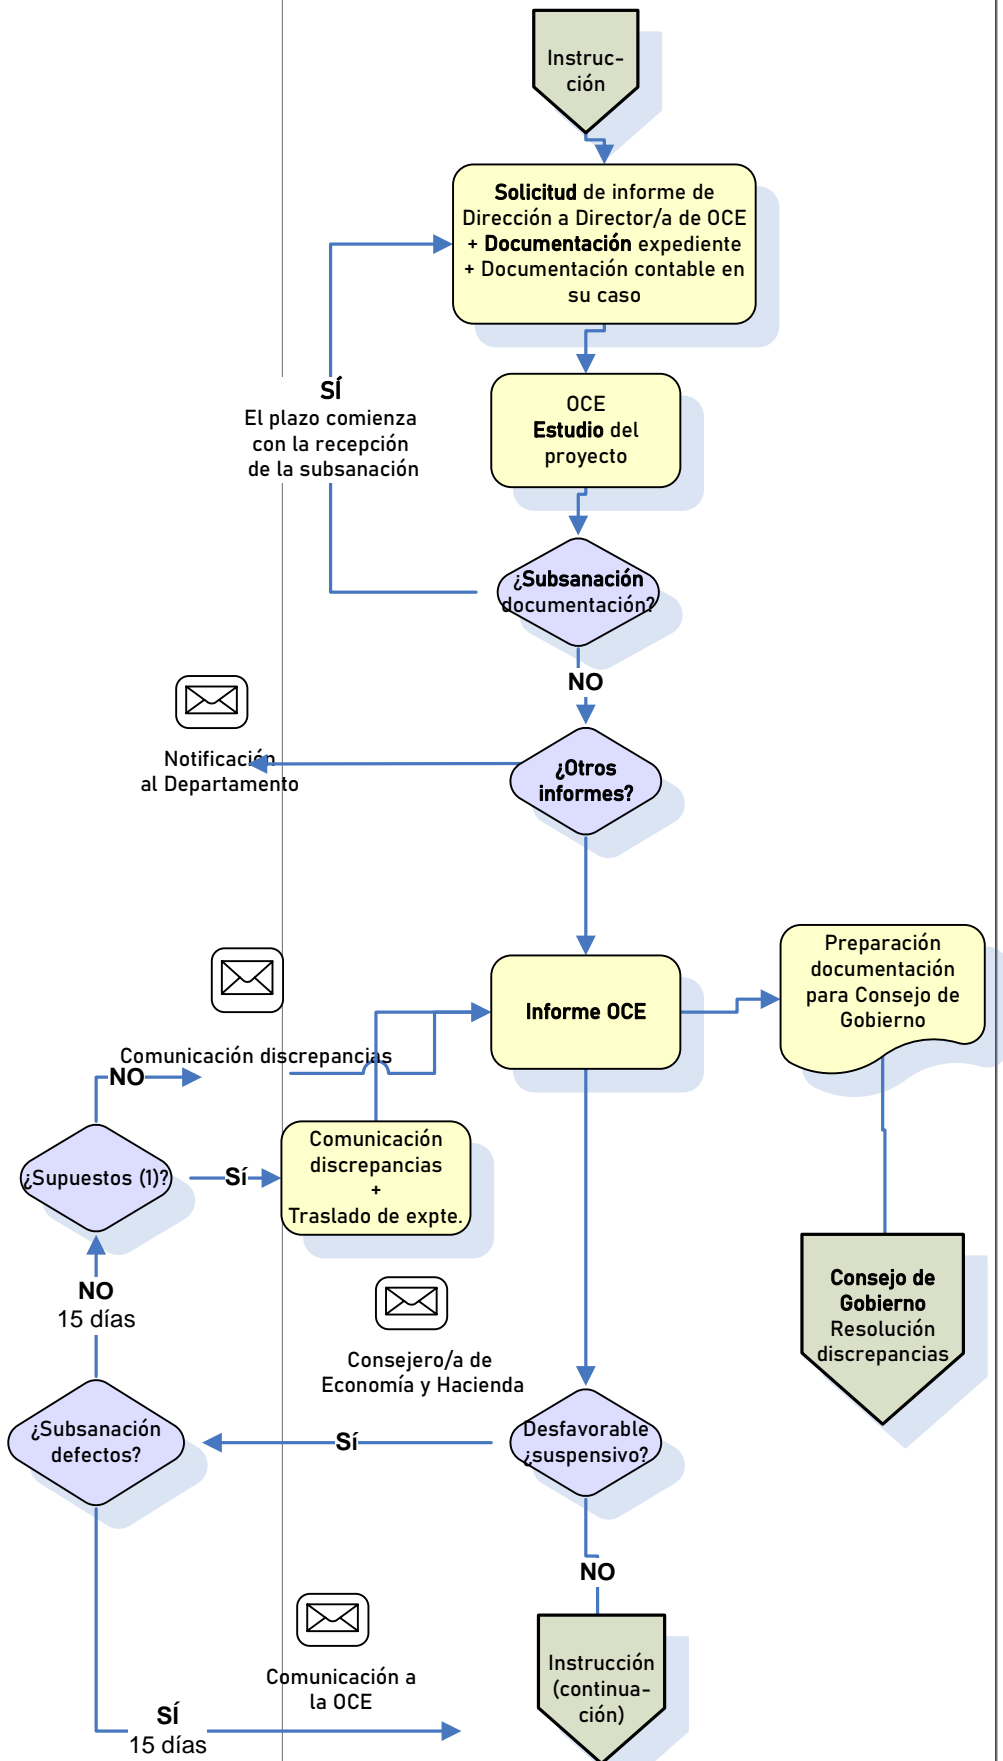 Instruc-
ción
Solicitud de informe de
Dirección a Director/a de OCE
+ Documentación expediente
+ Documentación contable en
su caso
SÍ
El plazo comienza
con la recepción
de la subsanación
OCE
Estudio del
proyecto
¿Subsanación
documentación?
NO
Notificación
al Departamento
¿Otros
informes?
Preparación
documentación
para Consejo de
Gobierno
Informe OCE
Comunicación discrepancias
NO
Comunicación
discrepancias
+
Traslado de expte.
¿Supuestos (1)?
Sí
NO
15 días
Consejo de
Gobierno
Resolución
discrepancias
Consejero/a de
Economía y Hacienda
¿Subsanación
defectos?
Sí
Desfavorable
¿suspensivo?
NO
Comunicación a
la OCE
Instrucción
(continua-
ción)
SÍ
15 días